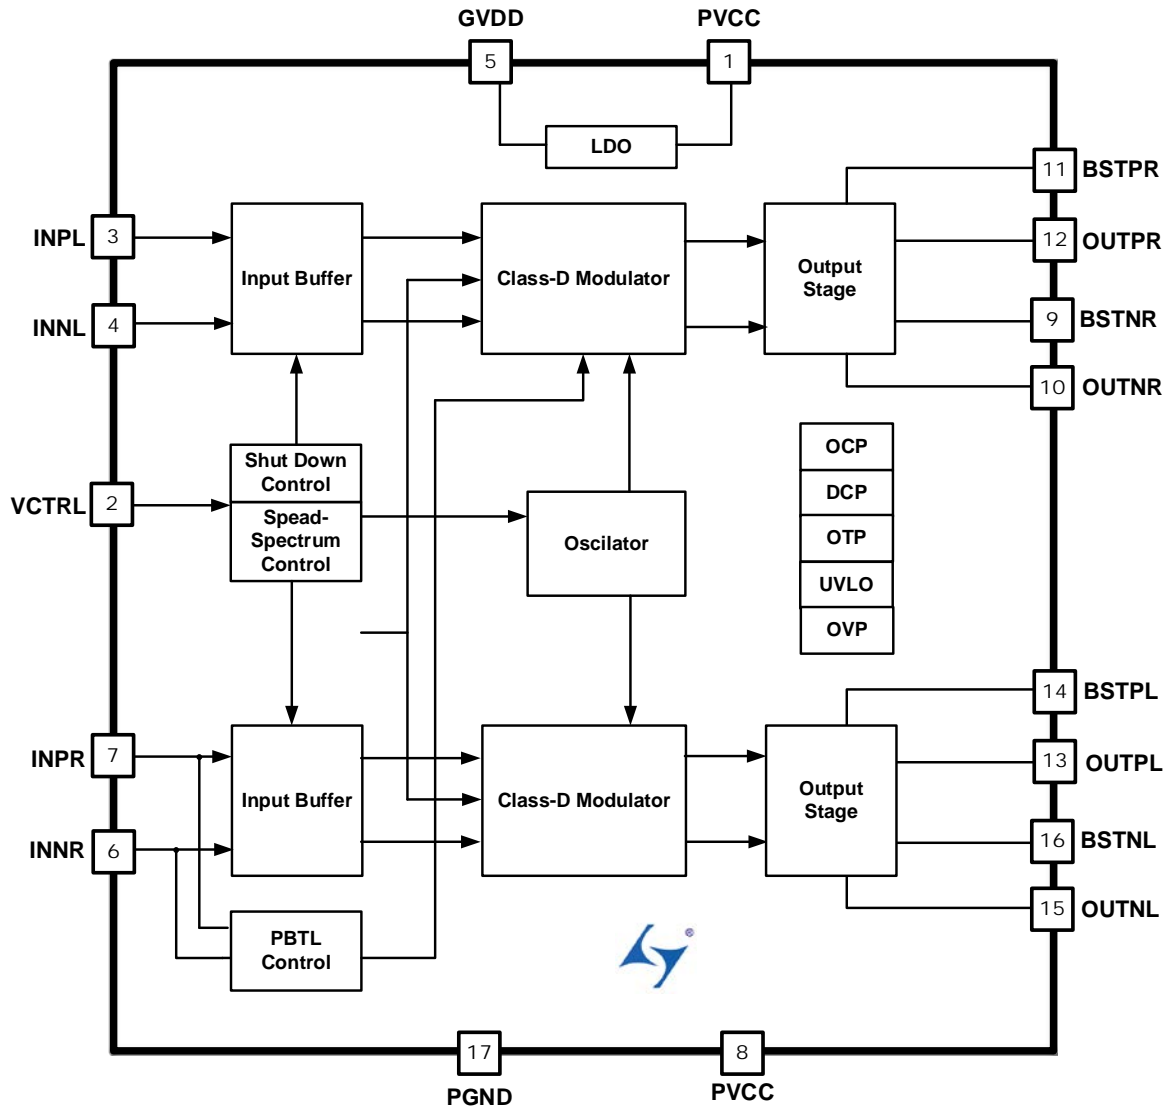 GVDD
PVCC
5
1
LDO
11
BSTPR
INPL
3
12
OUTPR
Input Buffer
Class-D Modulator
Output
Stage
INNL
4
9
BSTNR
10
OUTNR
OCP
Shut Down
Control
DCP
VCTRL
2
Spead-
Spectrum
Control
Oscilator
OTP
UVLO
OVP
14
BSTPL
INPR
7
13
OUTPL
Input Buffer
Class-D Modulator
Output
Stage
INNR
6
16
BSTNL
15
OUTNL
PBTL
Control
®
17
8
PGND
PVCC